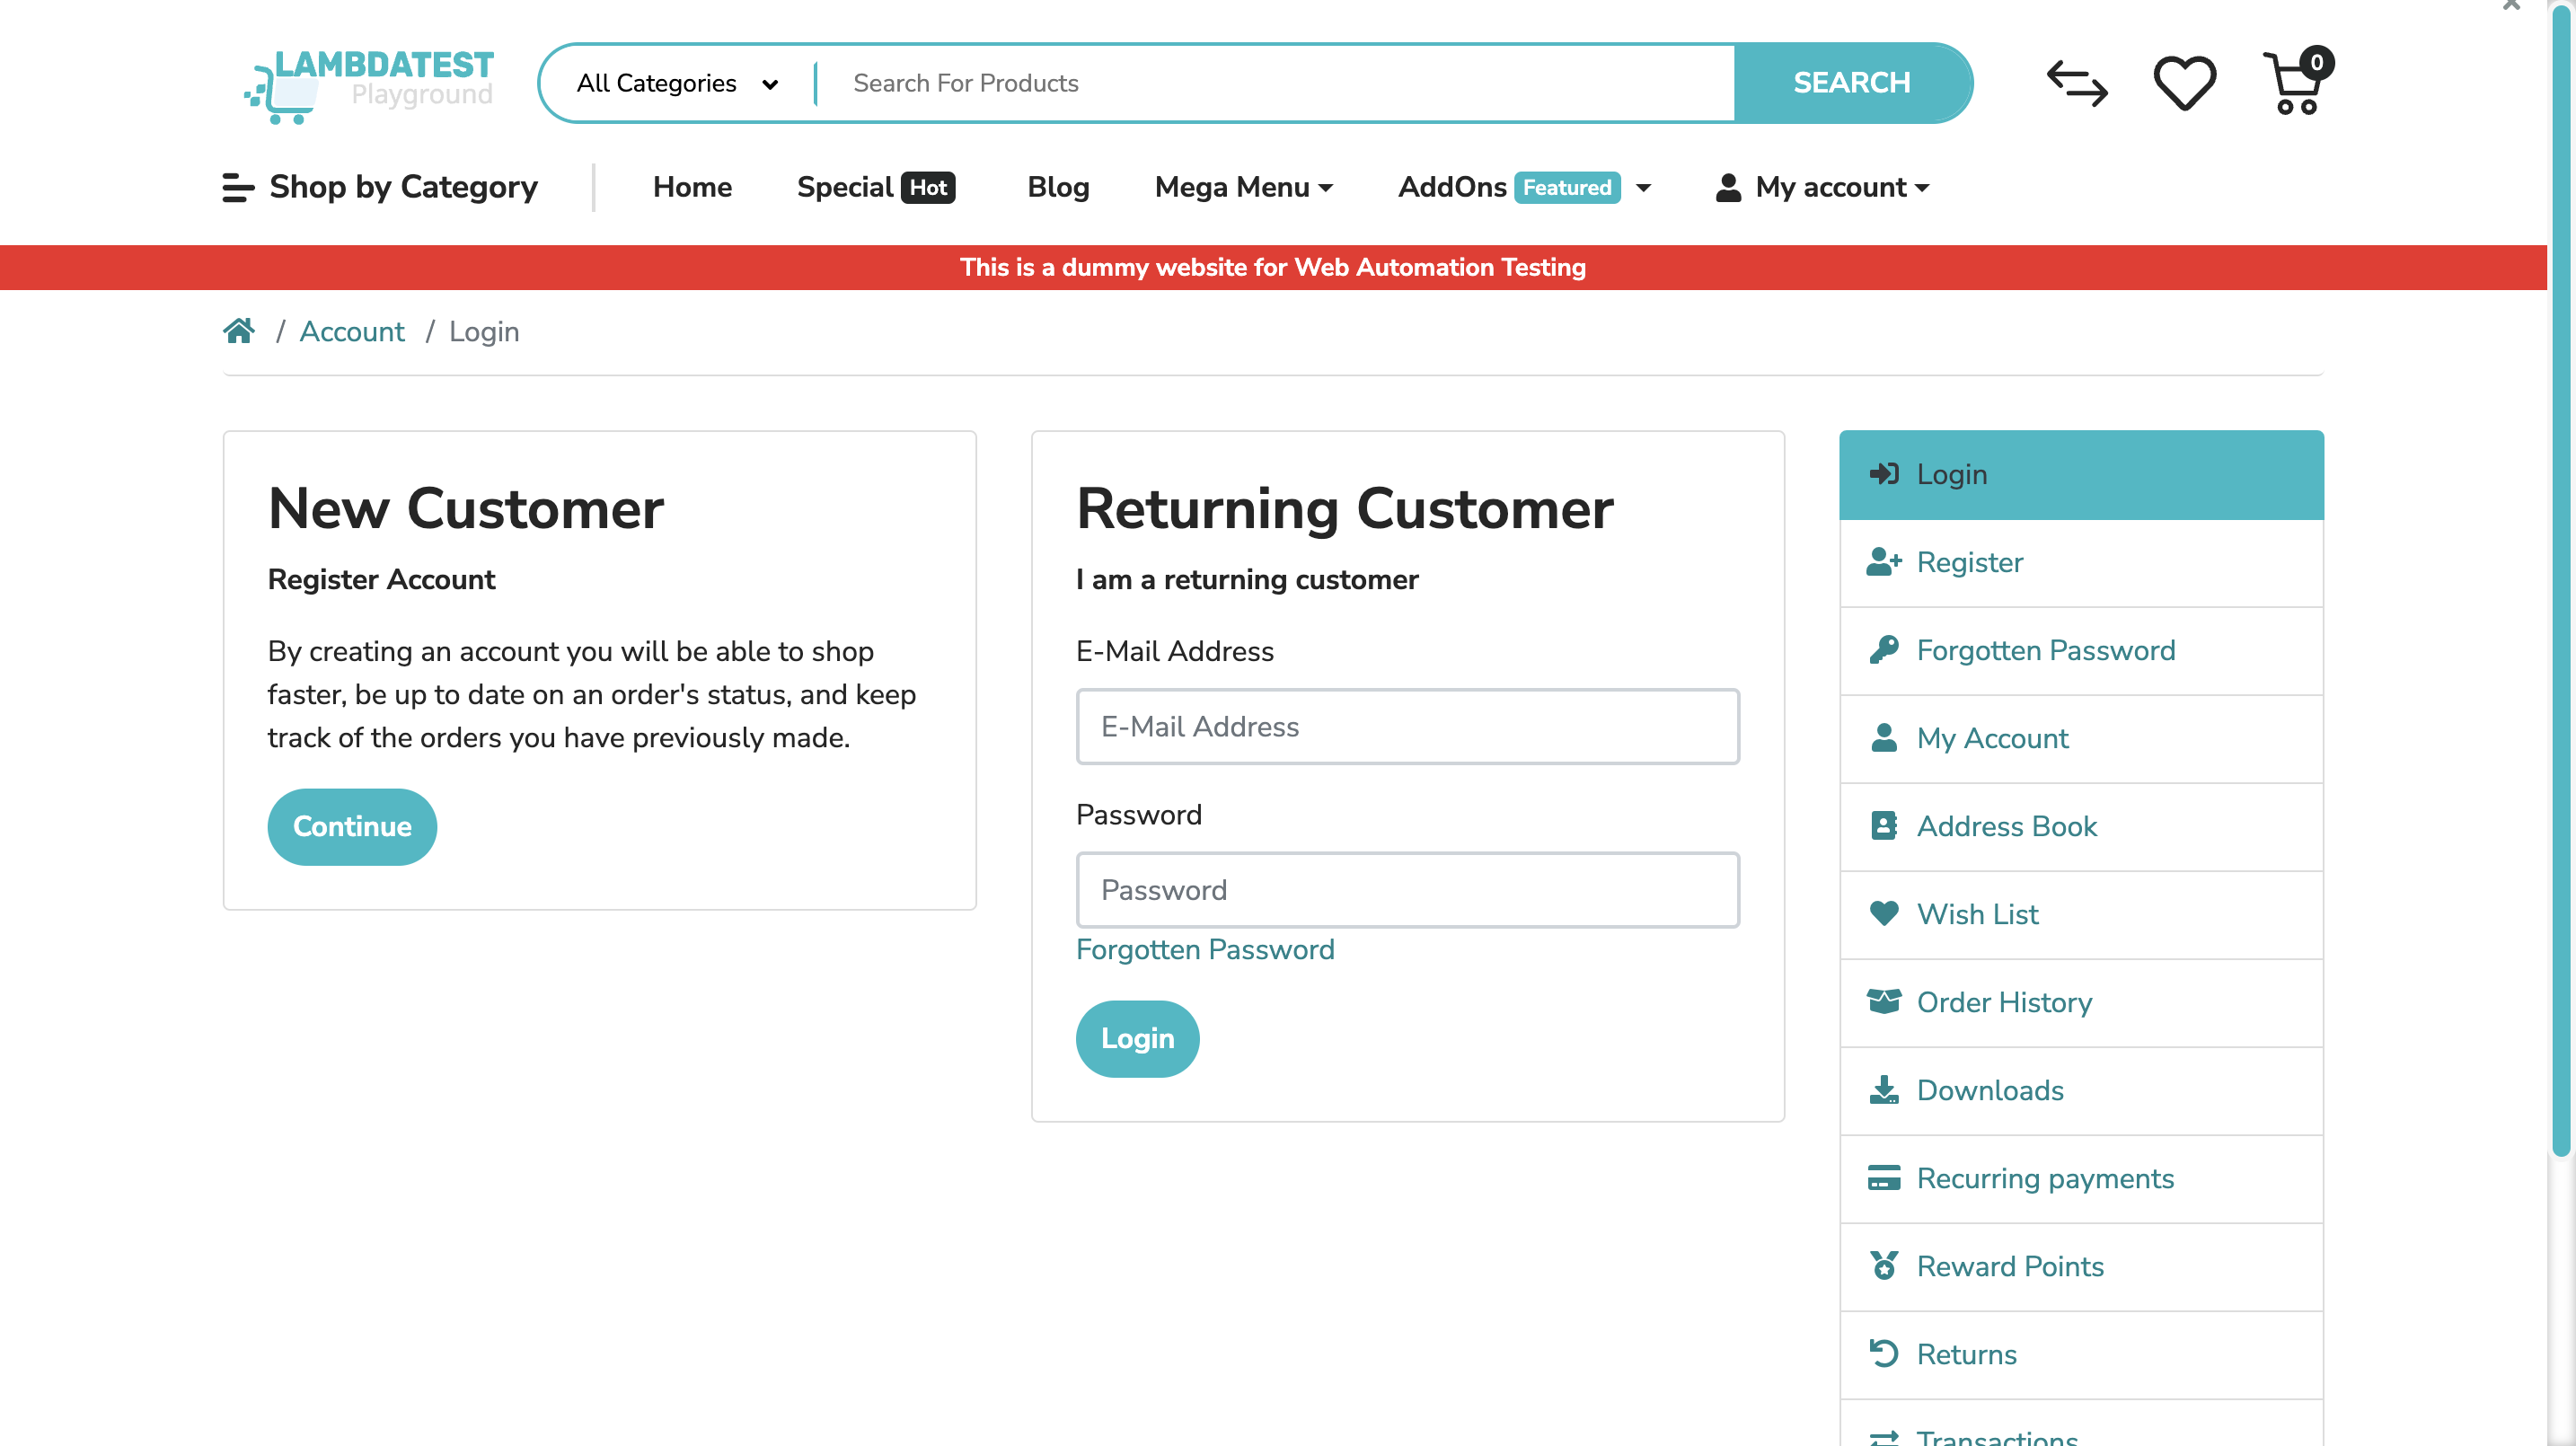 LAMBDATEST
Playground
All Categories
Search For Products
SEARCH
0
Shop by Category
Home
Special Hot
Blog
Mega Menu
AddOns Featured
My account
This is a dummy website for Web Automation Testing
/ Account / Login
New Customer
Register Account
By creating an account you will be able to shop
faster, be up to date on an order's status, and keep
track of the orders you have previously made.
Continue
Returning Customer
I am a returning customer
E-Mail Address
E-Mail Address
Password
Password
Forgotten Password
Login
Login
Register
Forgotten Password
My Account
Address Book
Wish List
Order History
Downloads
Recurring payments
Reward Points
Returns
Transactions